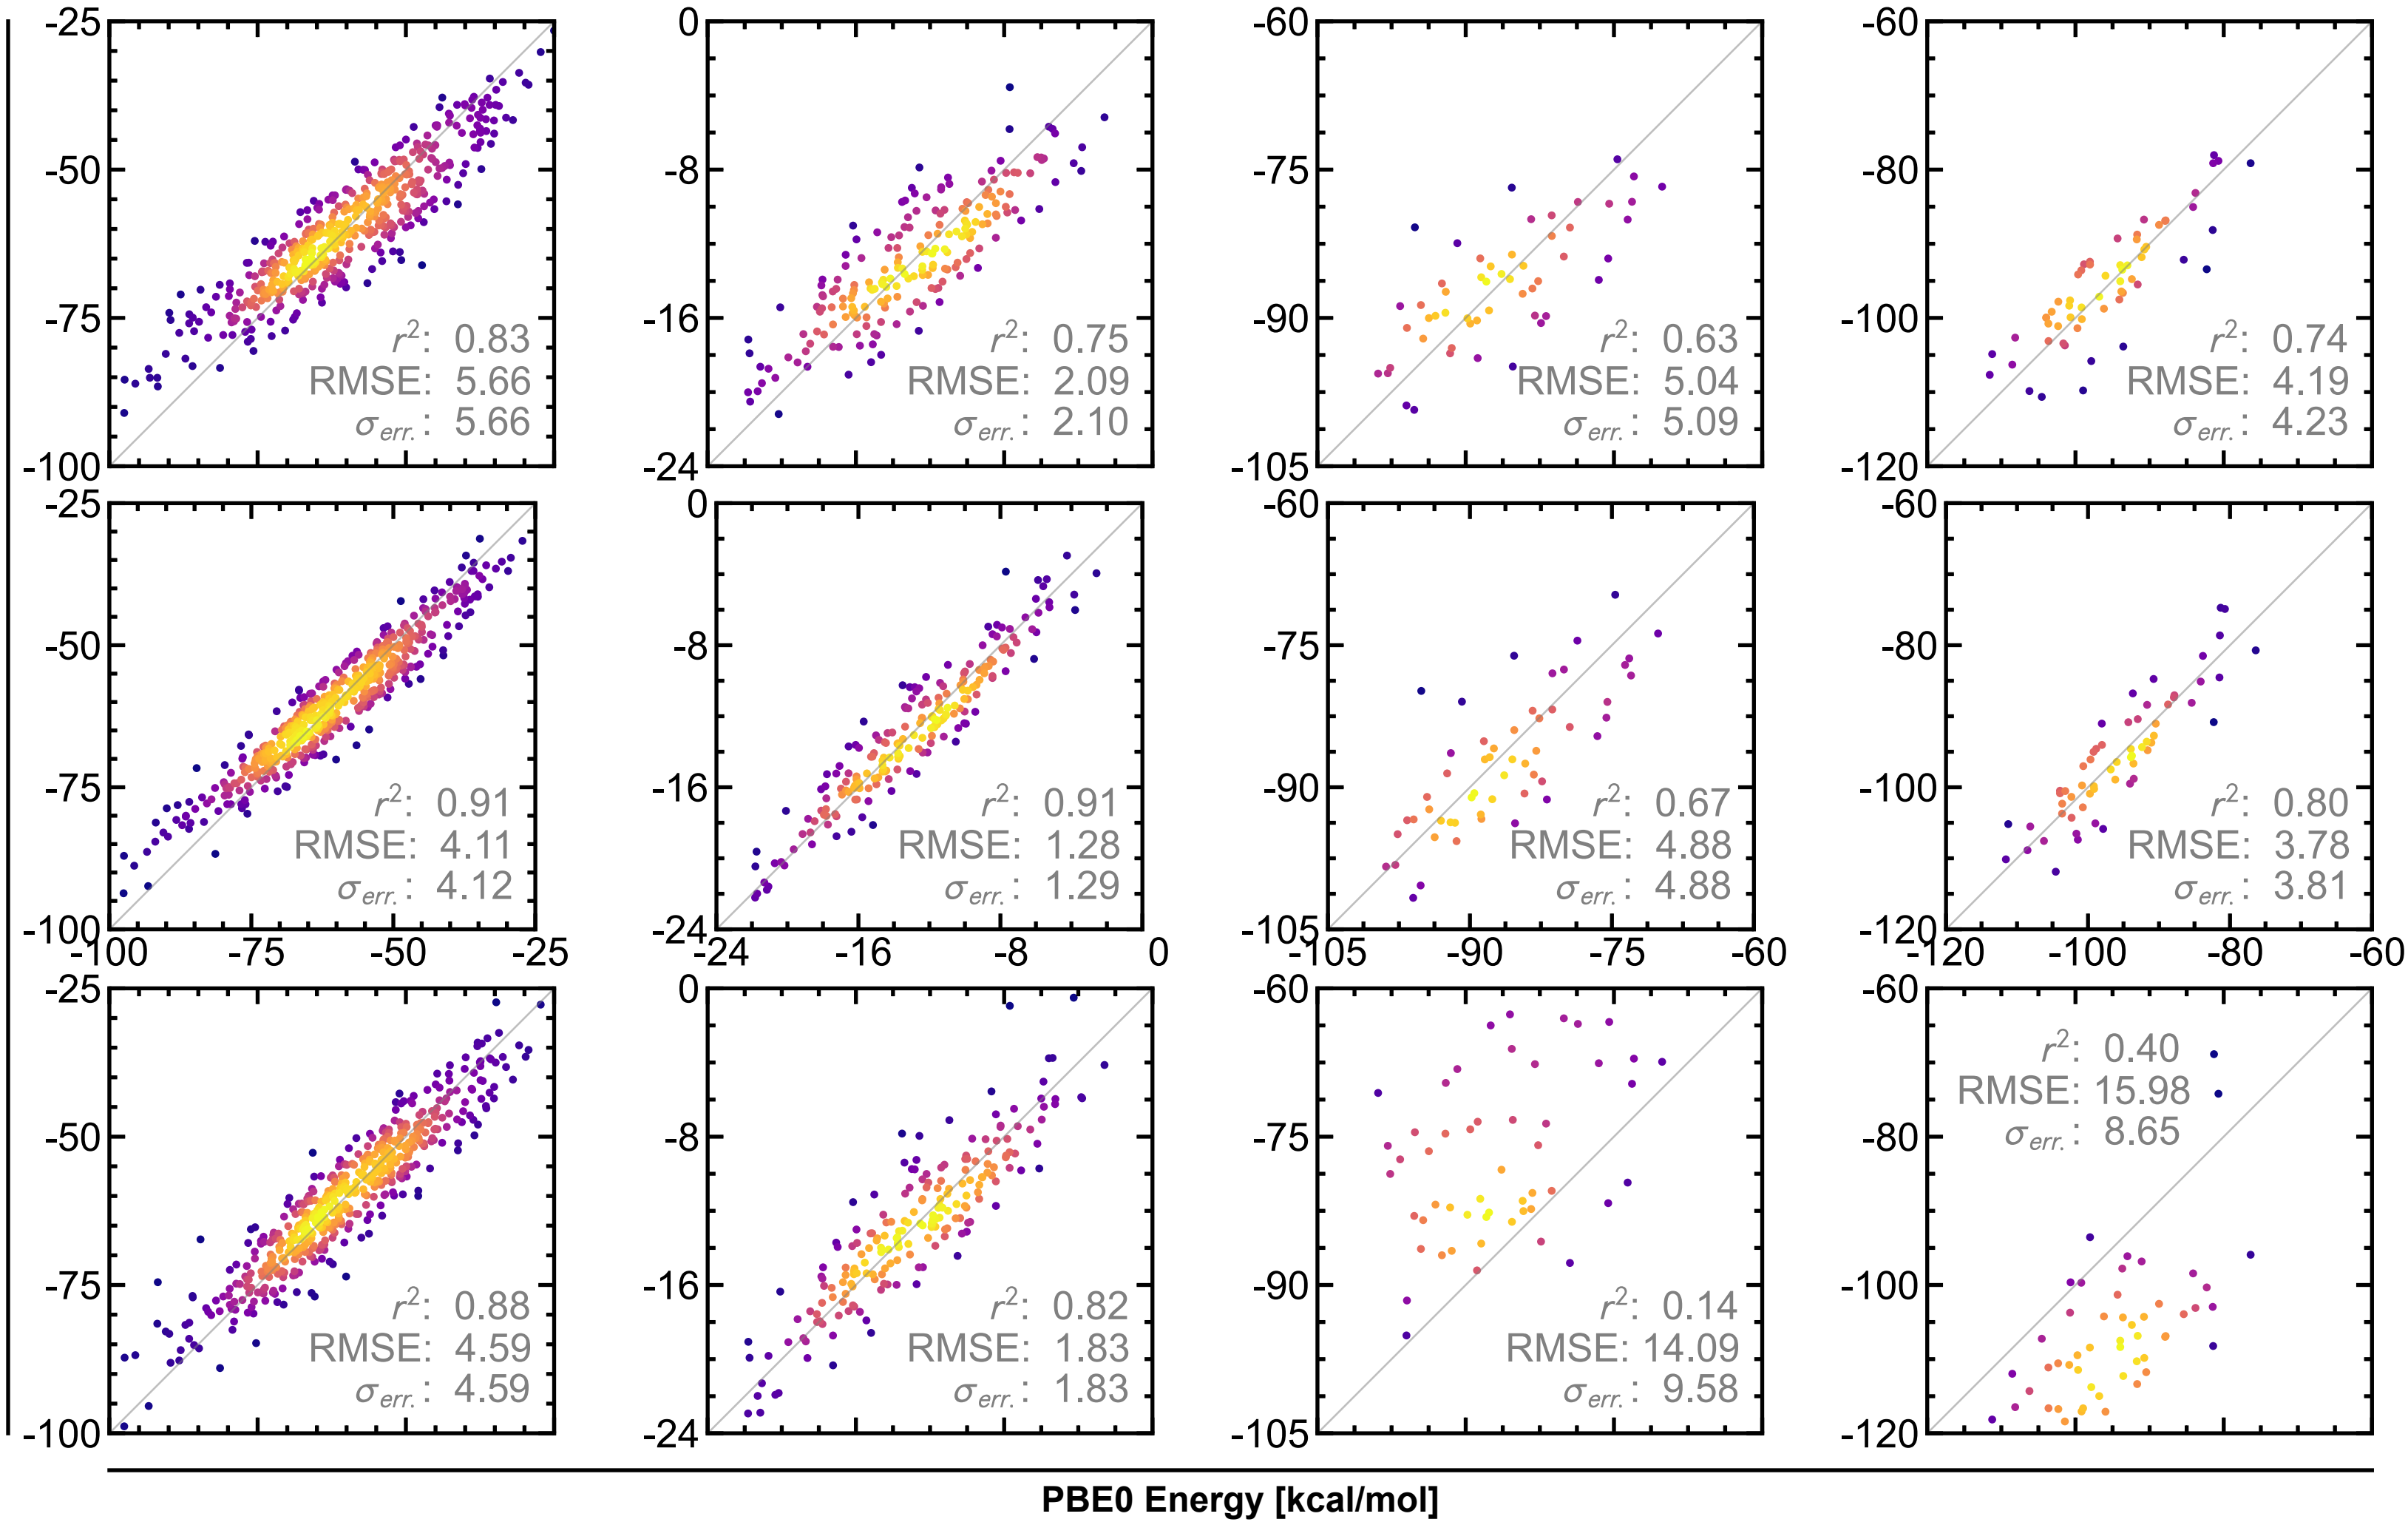 -25
-50
-75
-100
r²: 0.83
RMSE: 5.66
σerr.: 5.66
0
-8
-16
-24
r²: 0.75
RMSE: 2.09
σerr.: 2.10
-60
-75
-90
-105
r²: 0.63
RMSE: 5.04
σerr.: 5.09
-60
-80
-100
-120
r²: 0.74
RMSE: 4.19
σerr.: 4.23
-25
-50
-75
-100
r²: 0.91
RMSE: 4.11
σerr.: 4.12
-100 -75 -50 -25
0
-8
-16
-24
r²: 0.91
RMSE: 1.28
σerr.: 1.29
-24 -16 -8 0
-60
-75
-90
-105
r²: 0.67
RMSE: 4.88
σerr.: 4.88
-105 -90 -75 -60
-60
-80
-100
-120
r²: 0.80
RMSE: 3.78
σerr.: 3.81
-120 -100 -80 -60
-25
-50
-75
-100
r²: 0.88
RMSE: 4.59
σerr.: 4.59
0
-8
-16
-24
r²: 0.82
RMSE: 1.83
σerr.: 1.83
-60
-75
-90
-105
r²: 0.14
RMSE: 14.09
σerr.: 9.58
-60
-80
-100
-120
r²: 0.40
RMSE: 15.98
σerr.: 8.65
PBE0 Energy [kcal/mol]